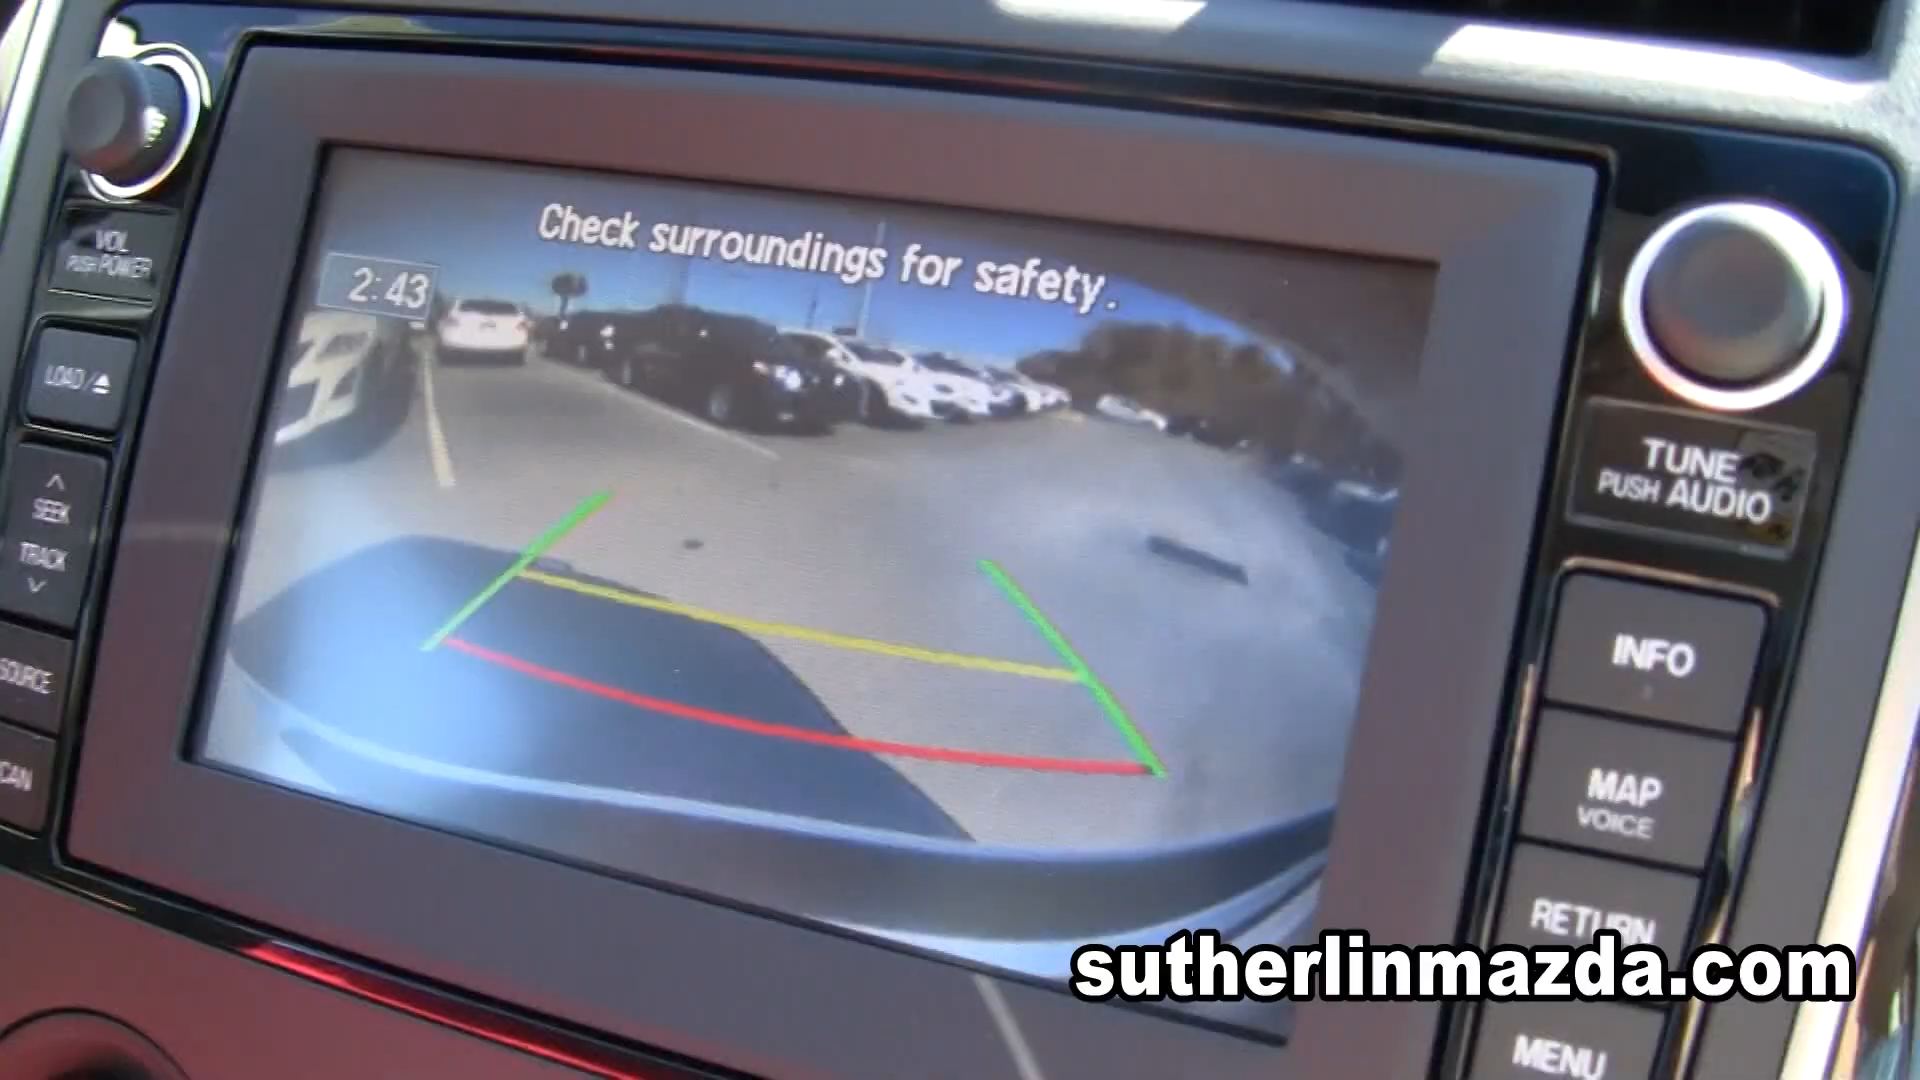 Check surroundings for safety.
2:43
VOL
PUSH POWER
LOAD/
SEEK
TRACK
SOURCE
CAN
TUNE
PUSH AUDIO
INFO
MAP
VOICE
RETURN
MENU
sutherlinmazda.com